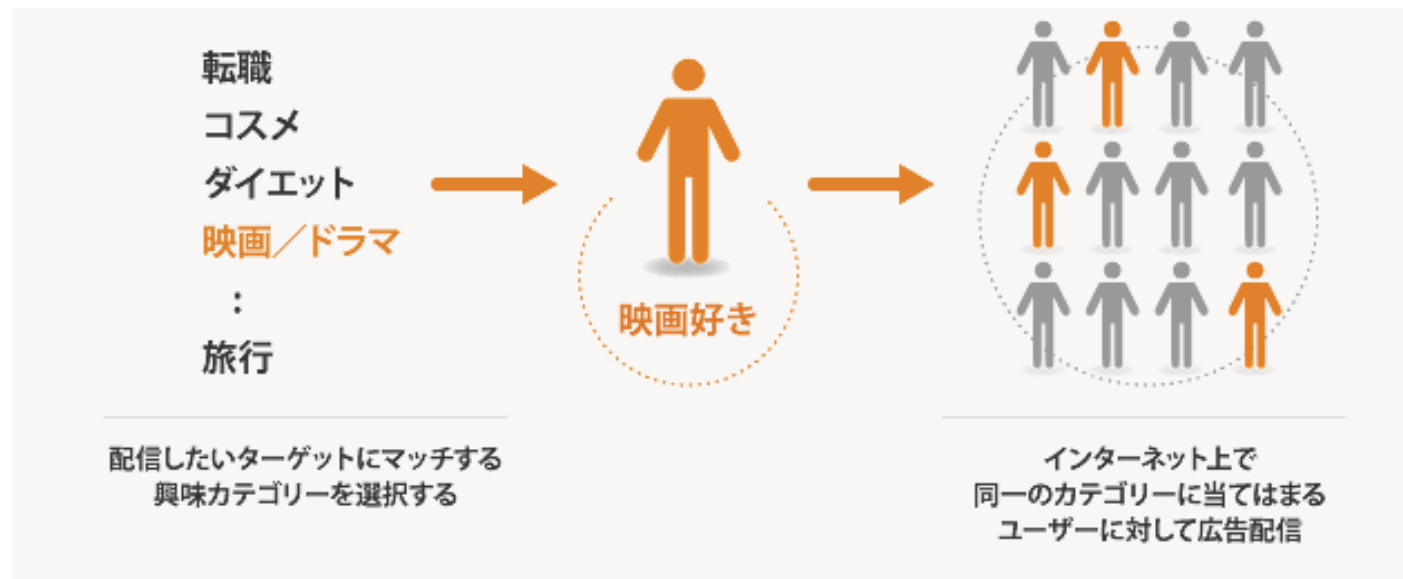 転職
コスメ
ダイエット
映画／ドラマ
：
旅行
配信したいターゲットにマッチする
興味カテゴリーを選択する
映画好き
インターネット上で
同一のカテゴリーに当てはまる
ユーザーに対して広告配信